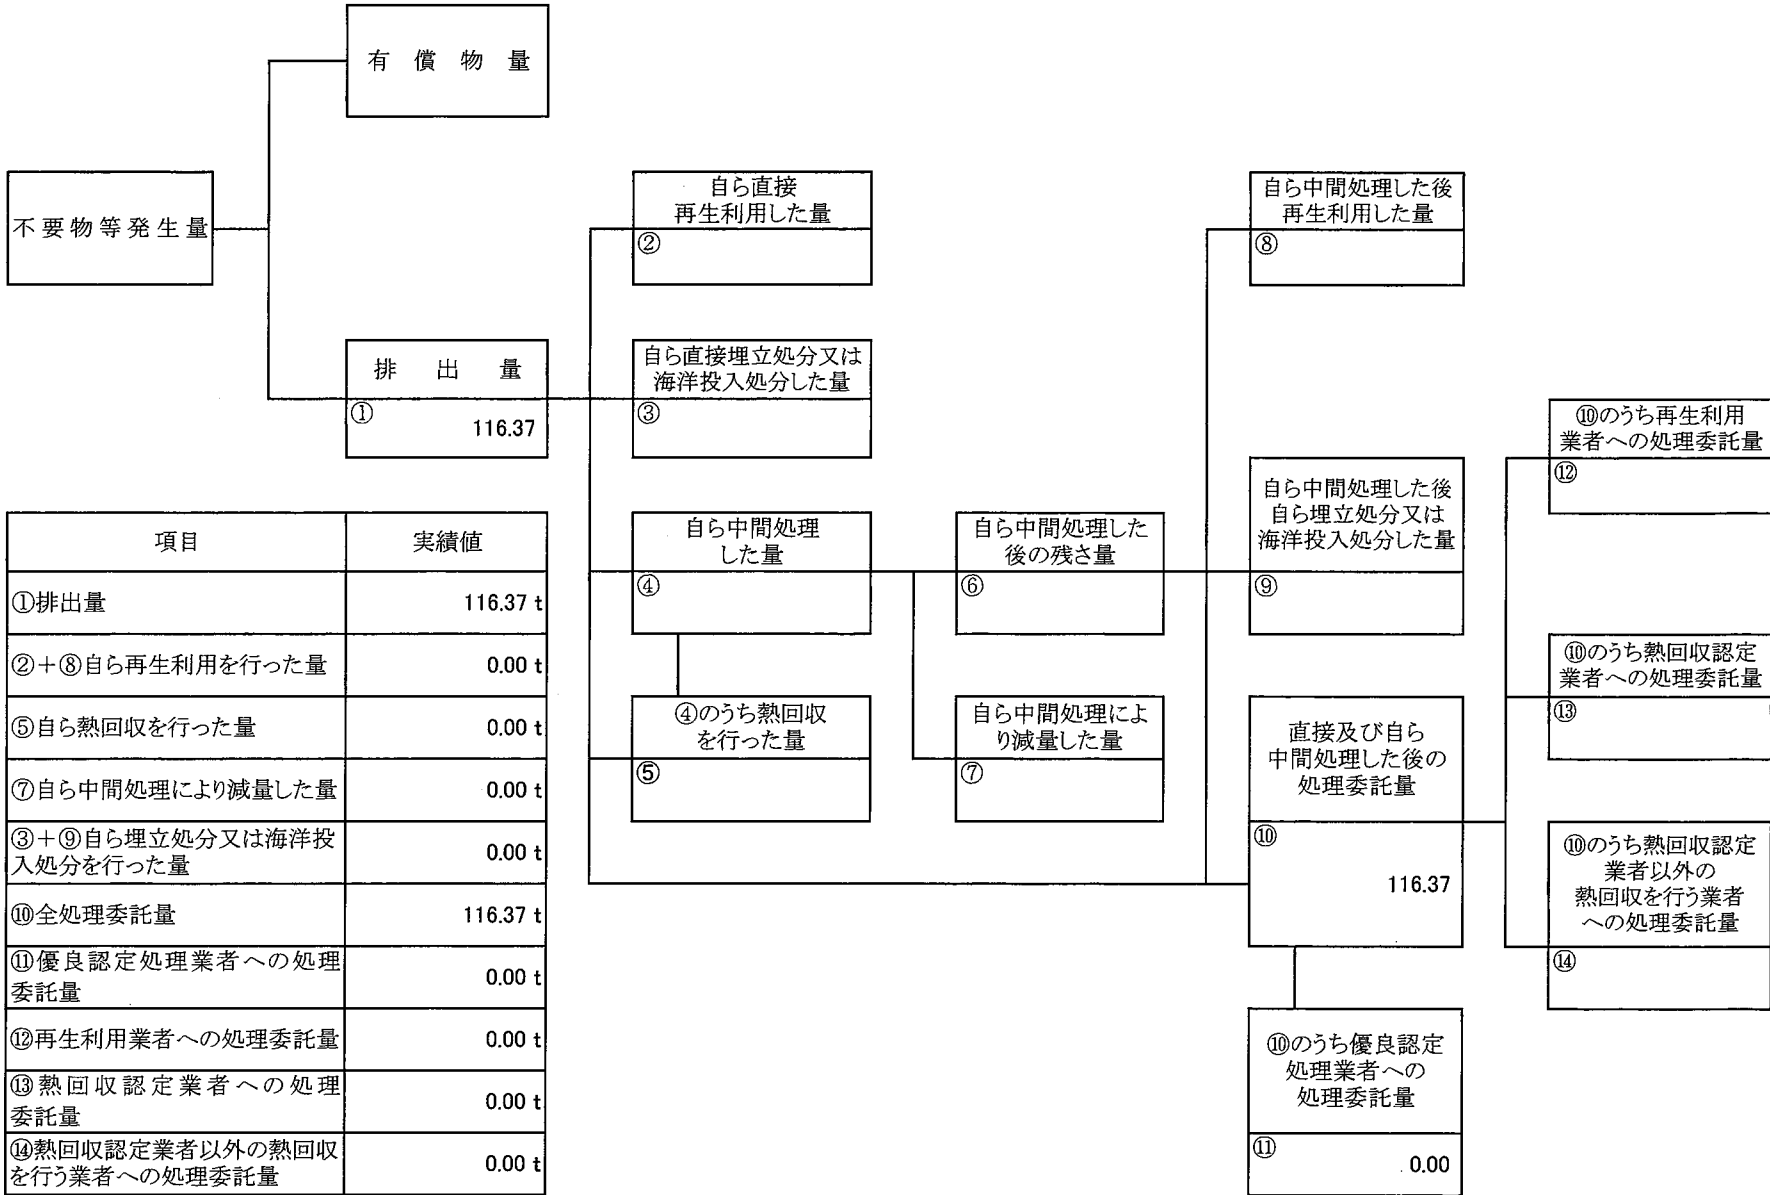 有償物量
不要物等発生量
排出量
①
116.37
自ら直接
再生利用した量
②
自ら直接埋立処分又は
海洋投入処分した量
③
自ら中間処理
した量
④
④のうち熱回収
を行った量
⑤
自ら中間処理した
後の残さ量
⑥
自ら中間処理によ
り減量した量
⑦
自ら中間処理した後
再生利用した量
⑧
自ら中間処理した後
自ら埋立処分又は
海洋投入処分した量
⑨
直接及び自ら
中間処理した後の
処理委託量
⑩
116.37
⑩のうち優良認定
処理業者への
処理委託量
⑪
0.00
⑩のうち再生利用
業者への処理委託量
⑫
⑩のうち熱回収認定
業者への処理委託量
⑬
⑩のうち熱回収認定
業者以外の
熱回収を行う業者
への処理委託量
⑭
項目 実績値
①排出量 116.37 t
②+⑧自ら再生利用を行った量 0.00 t
⑤自ら熱回収を行った量 0.00 t
⑦自ら中間処理により減量した量 0.00 t
③+⑨自ら埋立処分又は海洋投
入処分を行った量 0.00 t
⑩全処理委託量 116.37 t
⑪優良認定処理業者への処理
委託量 0.00 t
⑫再生利用業者への処理委託量 0.00 t
⑬熱回収認定業者への処理
委託量 0.00 t
⑭熱回収認定業者以外の熱回収
を行う業者への処理委託量 0.00 t